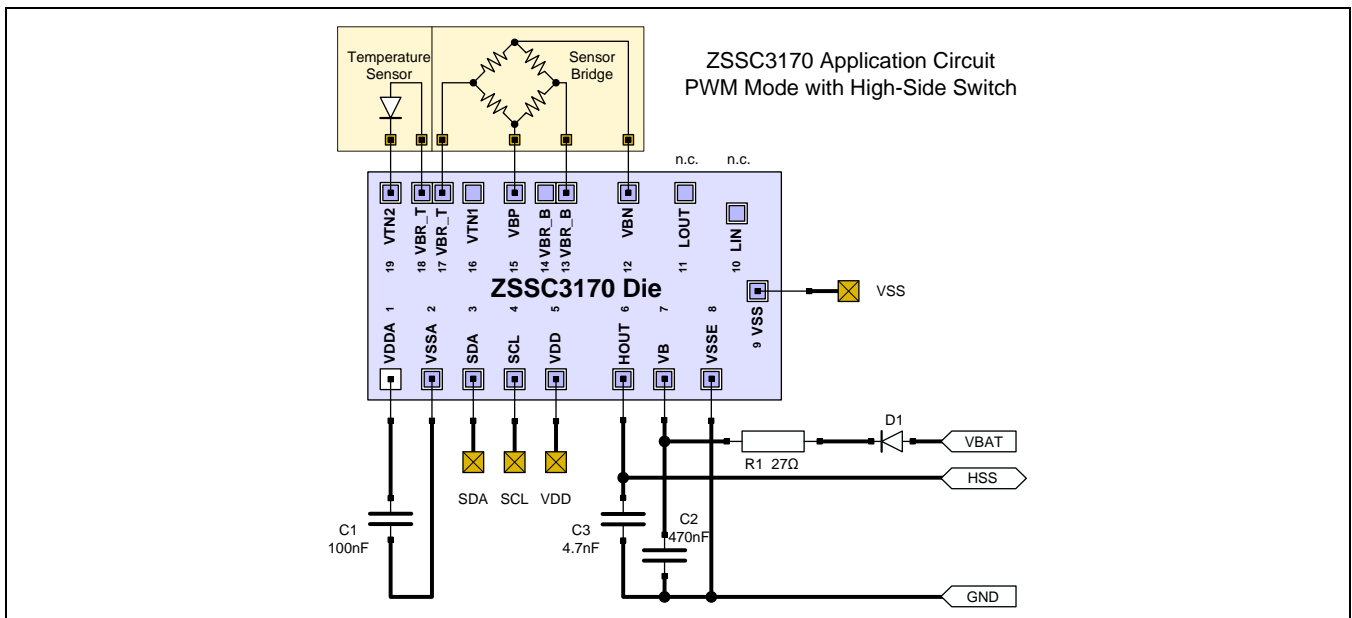 ZSSC3170 Application Circuit
PWM Mode with High-Side Switch
Temperature
Sensor
Sensor
Bridge
n.c.
n.c.
VTN2
VBR_T
VBR_T
VTN1
VBP
VBR_B
VBR_B
VBN
LOUT
LIN
19
18
17
16
15
14
13
12
11
10
ZSSC3170 Die
9
VSS
VSS
1
2
3
4
5
6
7
8
VDDA
VSSA
SDA
SCL
VDD
HOUT
VB
VSSE
D1
VBAT
R1 27Ω
HSS
SDA
SCL
VDD
C1
100nF
C3
4.7nF
C2
470nF
GND